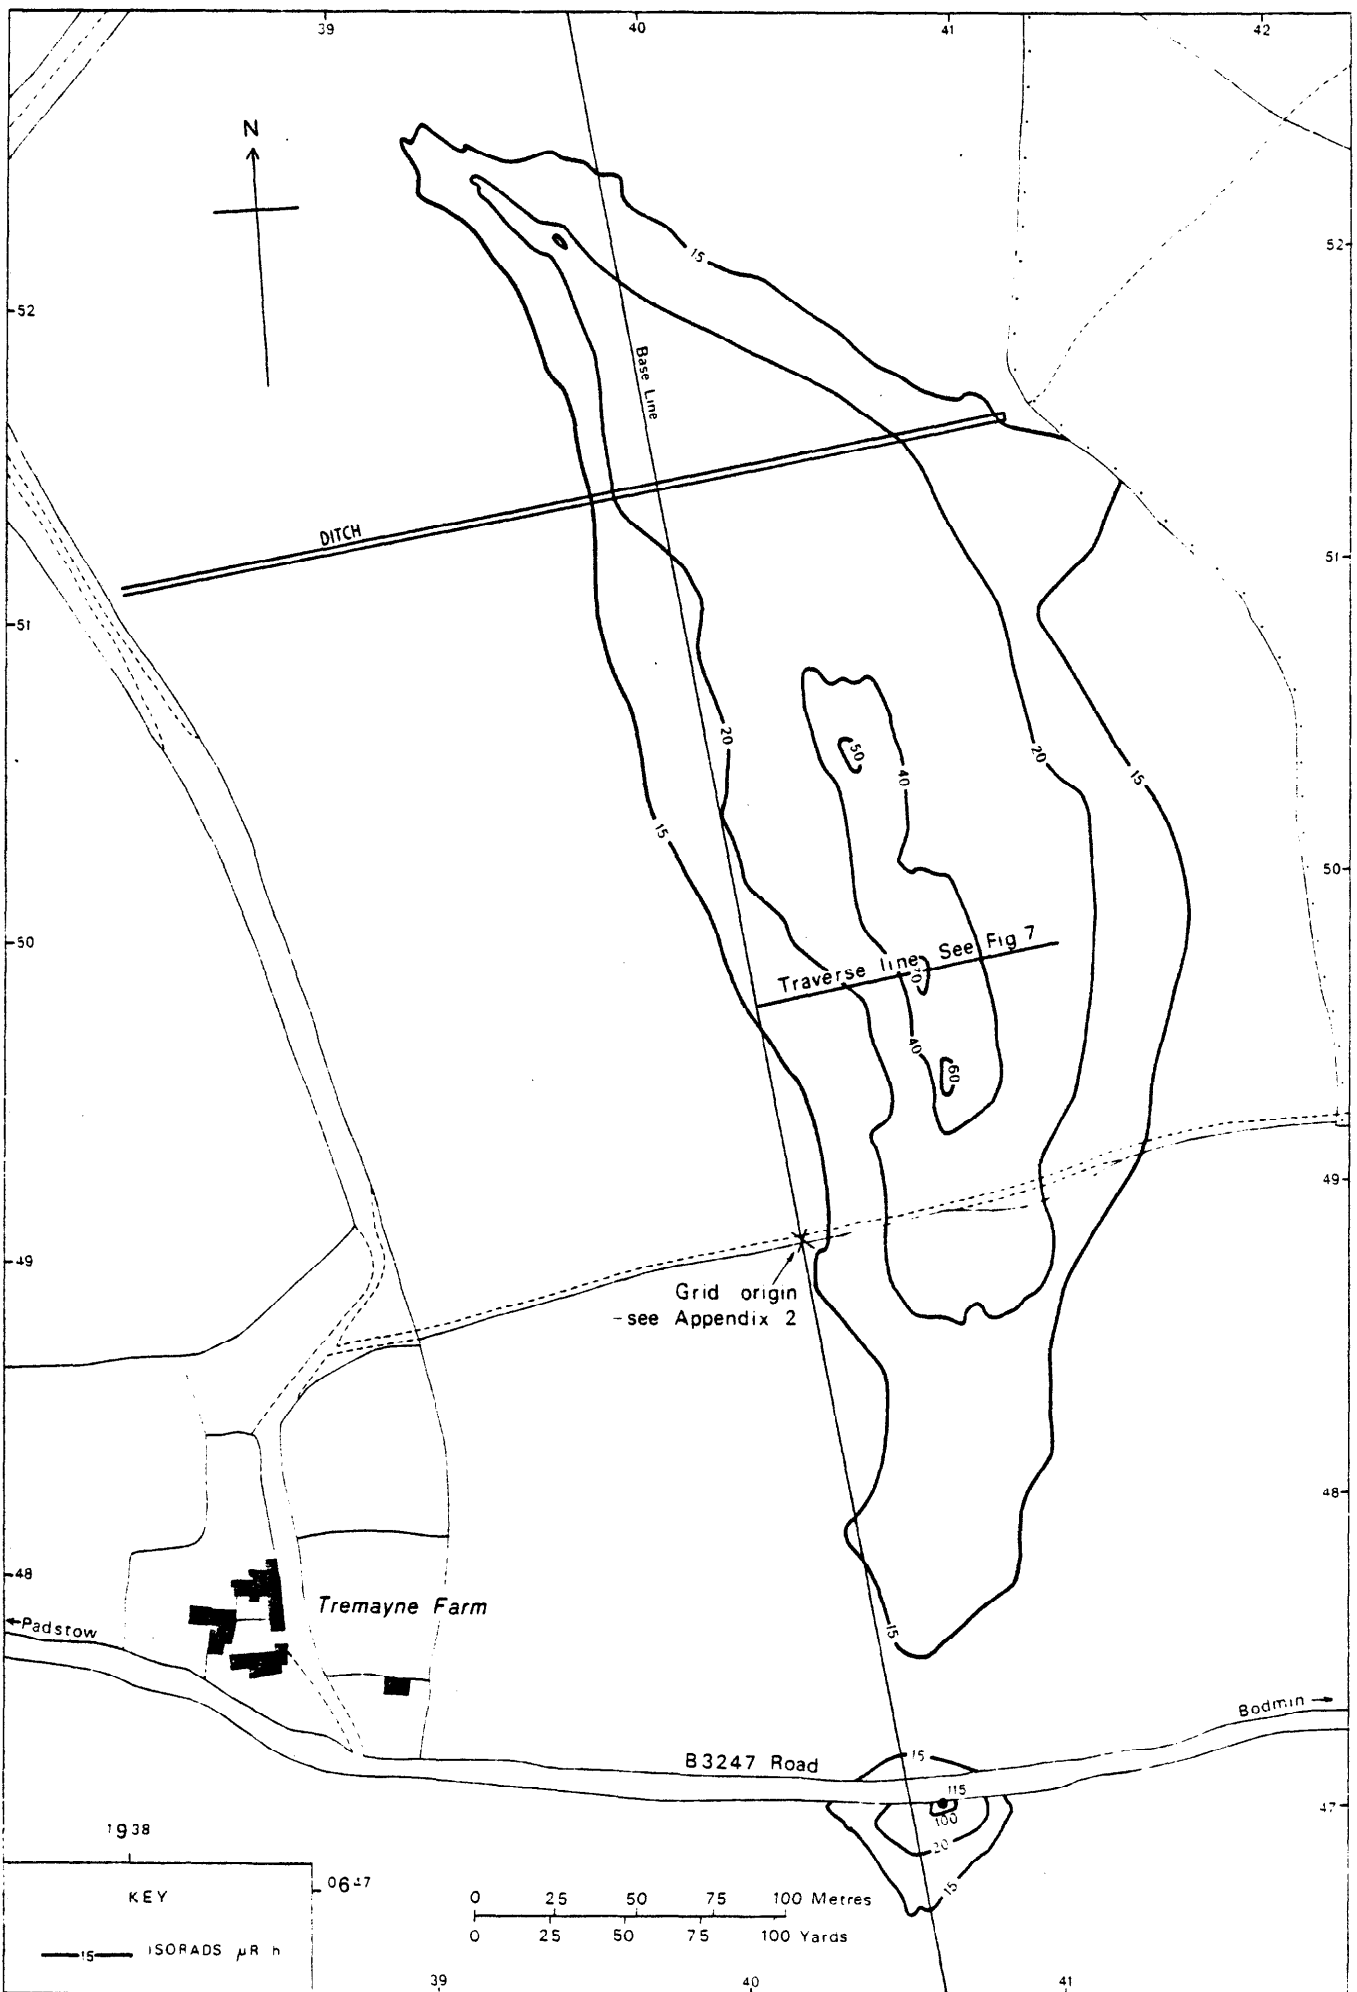 39 40 41 42
N
15
52
52
Base Line
DITCH
51
51
20
50
40
20
15
15
50
50
Traverse line See Fig 7
70
40
60
49
49
Grid origin
-see Appendix 2
48
48
Tremayne Farm
←Padstow
15
Bodmin →
B3247 Road
15
115
100
47
20
15
1938
0647
KEY
15 ISORADS µR h
0 25 50 75 100 Metres
0 25 50 75 100 Yards
39 40 41